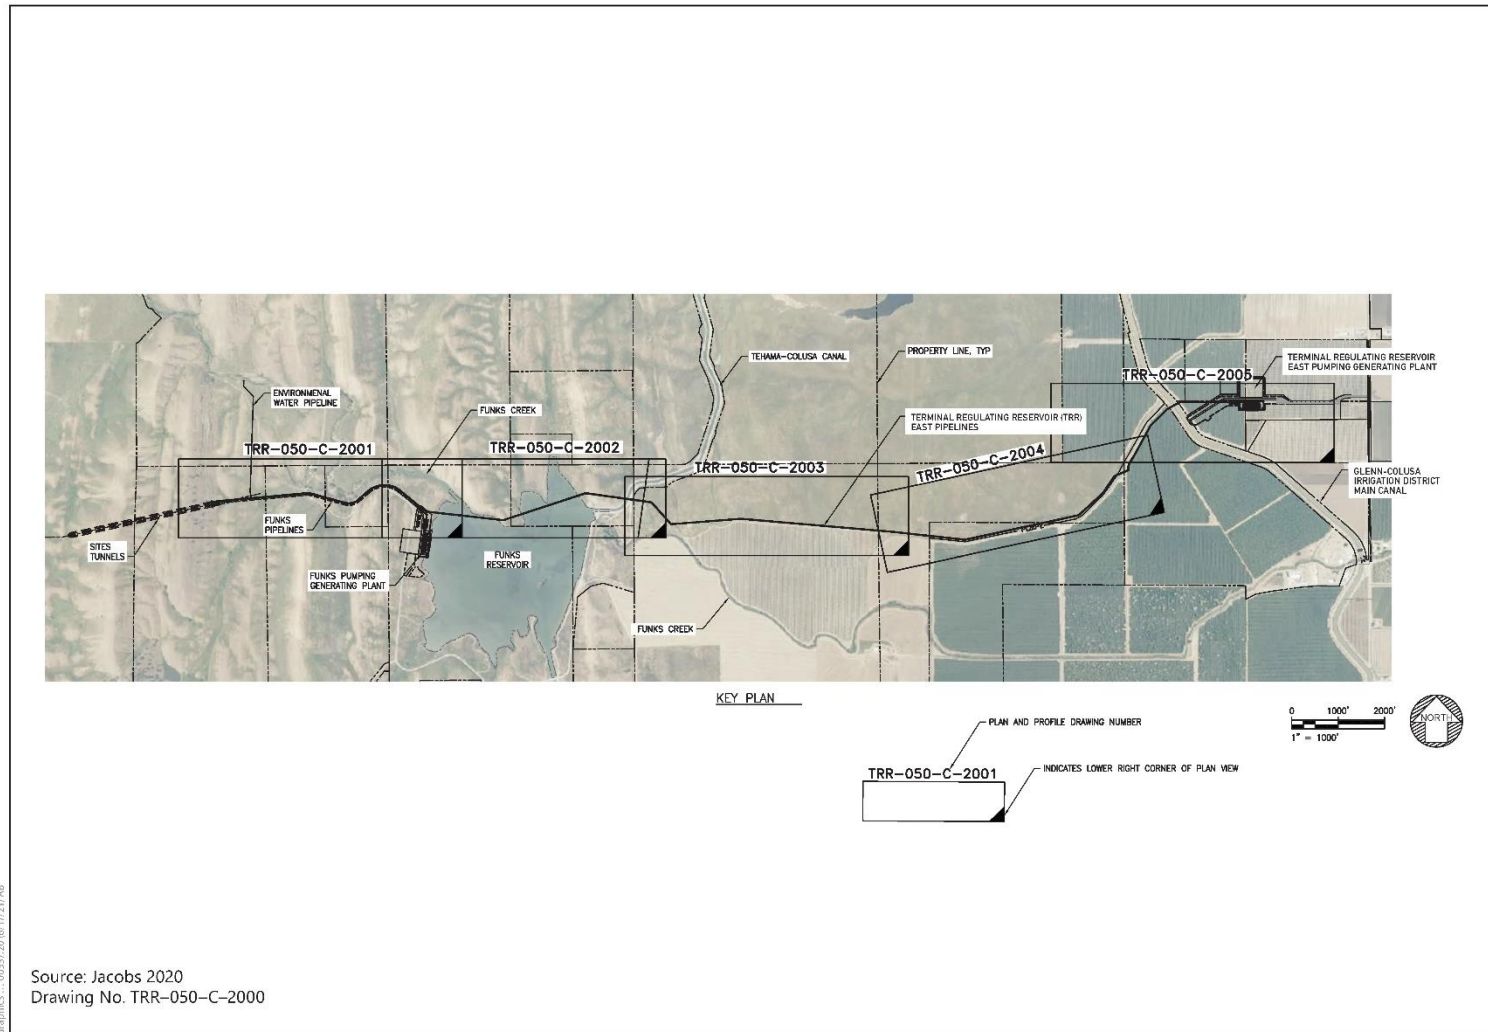 TEHAMA-COLUSA CANAL
PROPERTY LINE, TYP
TERMINAL REGULATING RESERVOIR
EAST PUMPING GENERATING PLANT
TRR-050-C-2005
ENVIRONMENAL
WATER PIPELINE
FUNKS CREEK
TERMINAL REGULATING RESERVOIR (TRR)
EAST PIPELINES
TRR-050-C-2001
TRR-050-C-2002
TRR-050-C-2003
TRR-050-C-2004
GLENN-COLUSA
IRRIGATION DISTRICT
MAIN CANAL
FUNKS
PIPELINES
SITES
TUNNELS
FUNKS
RESERVOIR
FUNKS PUMPING
GENERATING PLANT
FUNKS CREEK
KEY PLAN
0 1000' 2000'
1" = 1000'
NORTH
PLAN AND PROFILE DRAWING NUMBER
TRR-050-C-2001
INDICATES LOWER RIGHT CORNER OF PLAN VIEW
Source: Jacobs 2020
Drawing No. TRR–050–C–2000